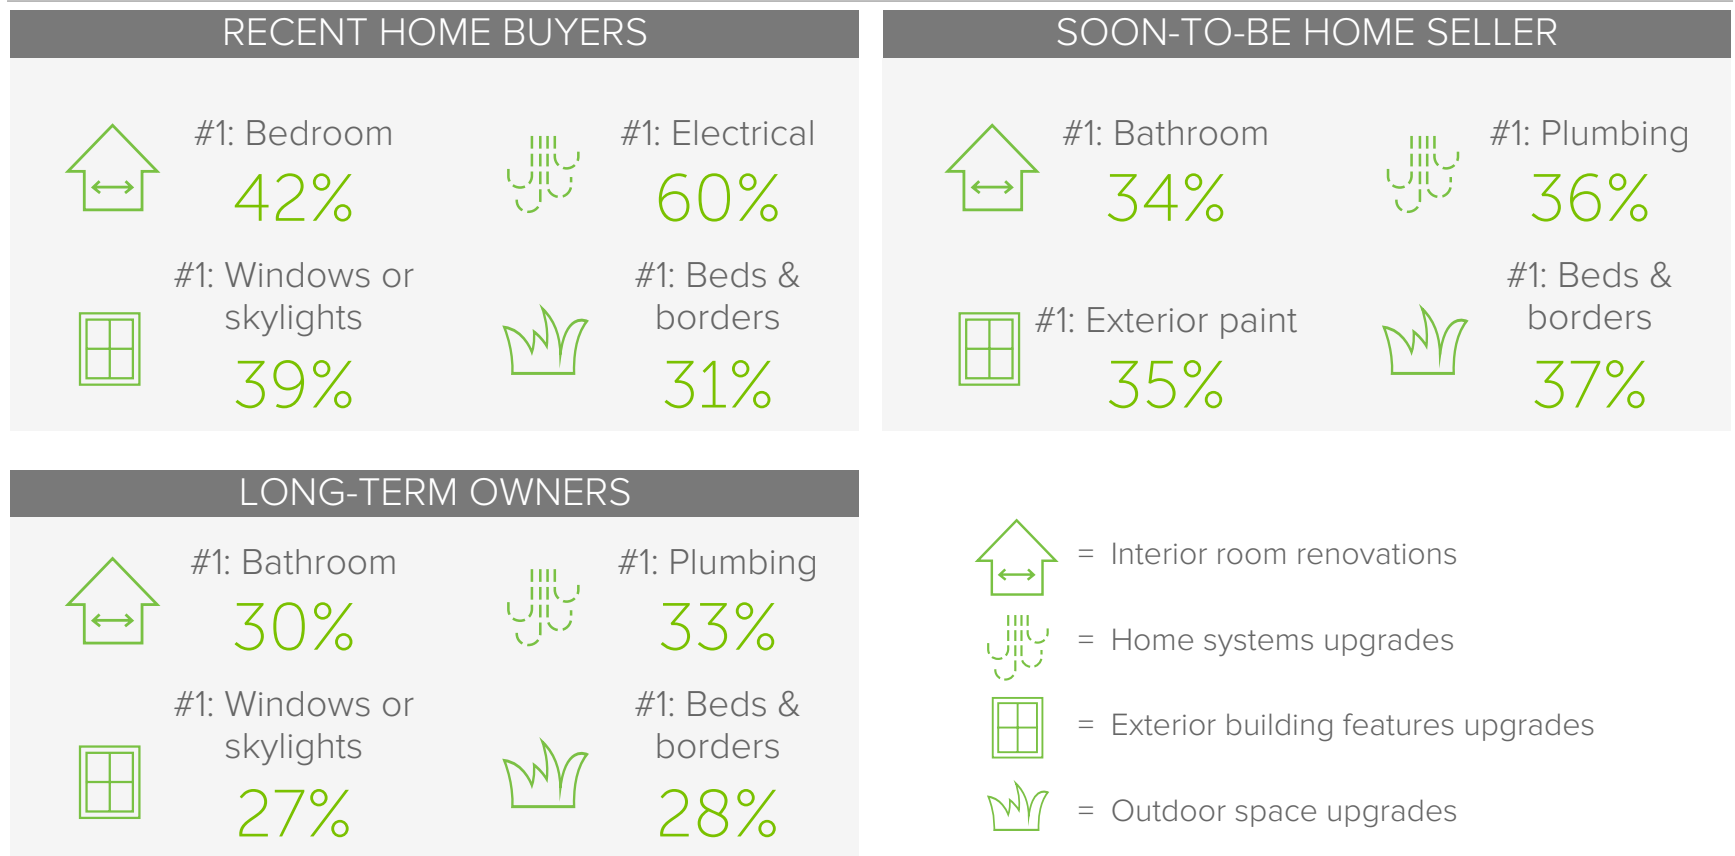 RECENT HOME BUYERS
#1: Bedroom
42%
#1: Electrical
60%
#1: Windows or
skylights
39%
#1: Beds &
borders
31%
SOON-TO-BE HOME SELLER
#1: Bathroom
34%
#1: Plumbing
36%
#1: Exterior paint
35%
#1: Beds &
borders
37%
LONG-TERM OWNERS
#1: Bathroom
30%
#1: Plumbing
33%
#1: Windows or
skylights
27%
#1: Beds &
borders
28%
= Interior room renovations
= Home systems upgrades
= Exterior building features upgrades
= Outdoor space upgrades